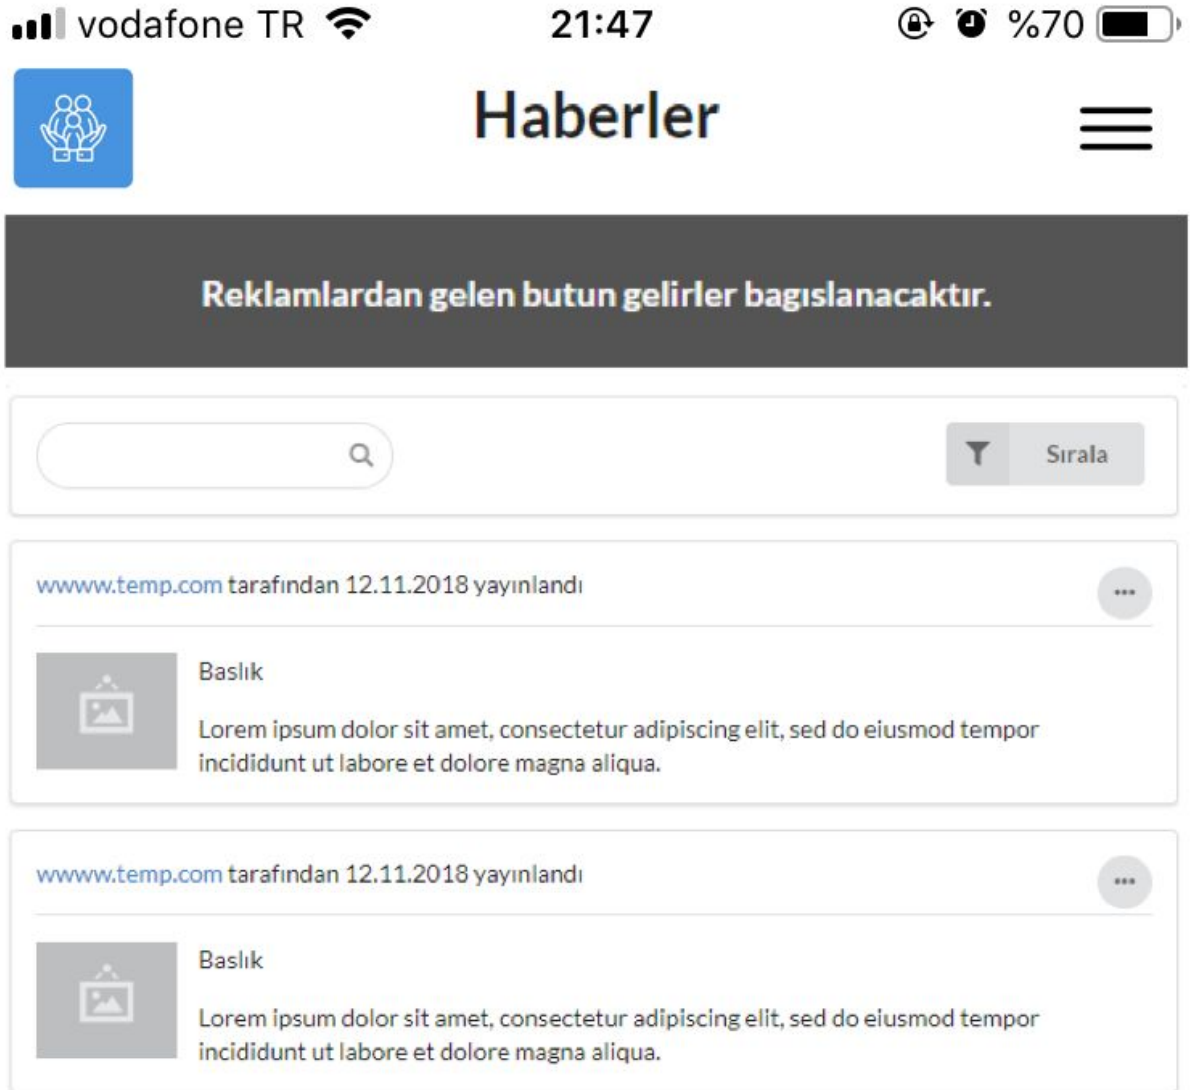 vodafone TR 21:47 %70
Haberler
Reklamlardan gelen butun gelirler bagıslanacaktır.
Sırala
wwww.temp.com tarafından 12.11.2018 yayınlandı
Baslık
Lorem ipsum dolor sit amet, consectetur adipiscing elit, sed do eiusmod tempor
incididunt ut labore et dolore magna aliqua.
wwww.temp.com tarafından 12.11.2018 yayınlandı
Baslık
Lorem ipsum dolor sit amet, consectetur adipiscing elit, sed do eiusmod tempor
incididunt ut labore et dolore magna aliqua.